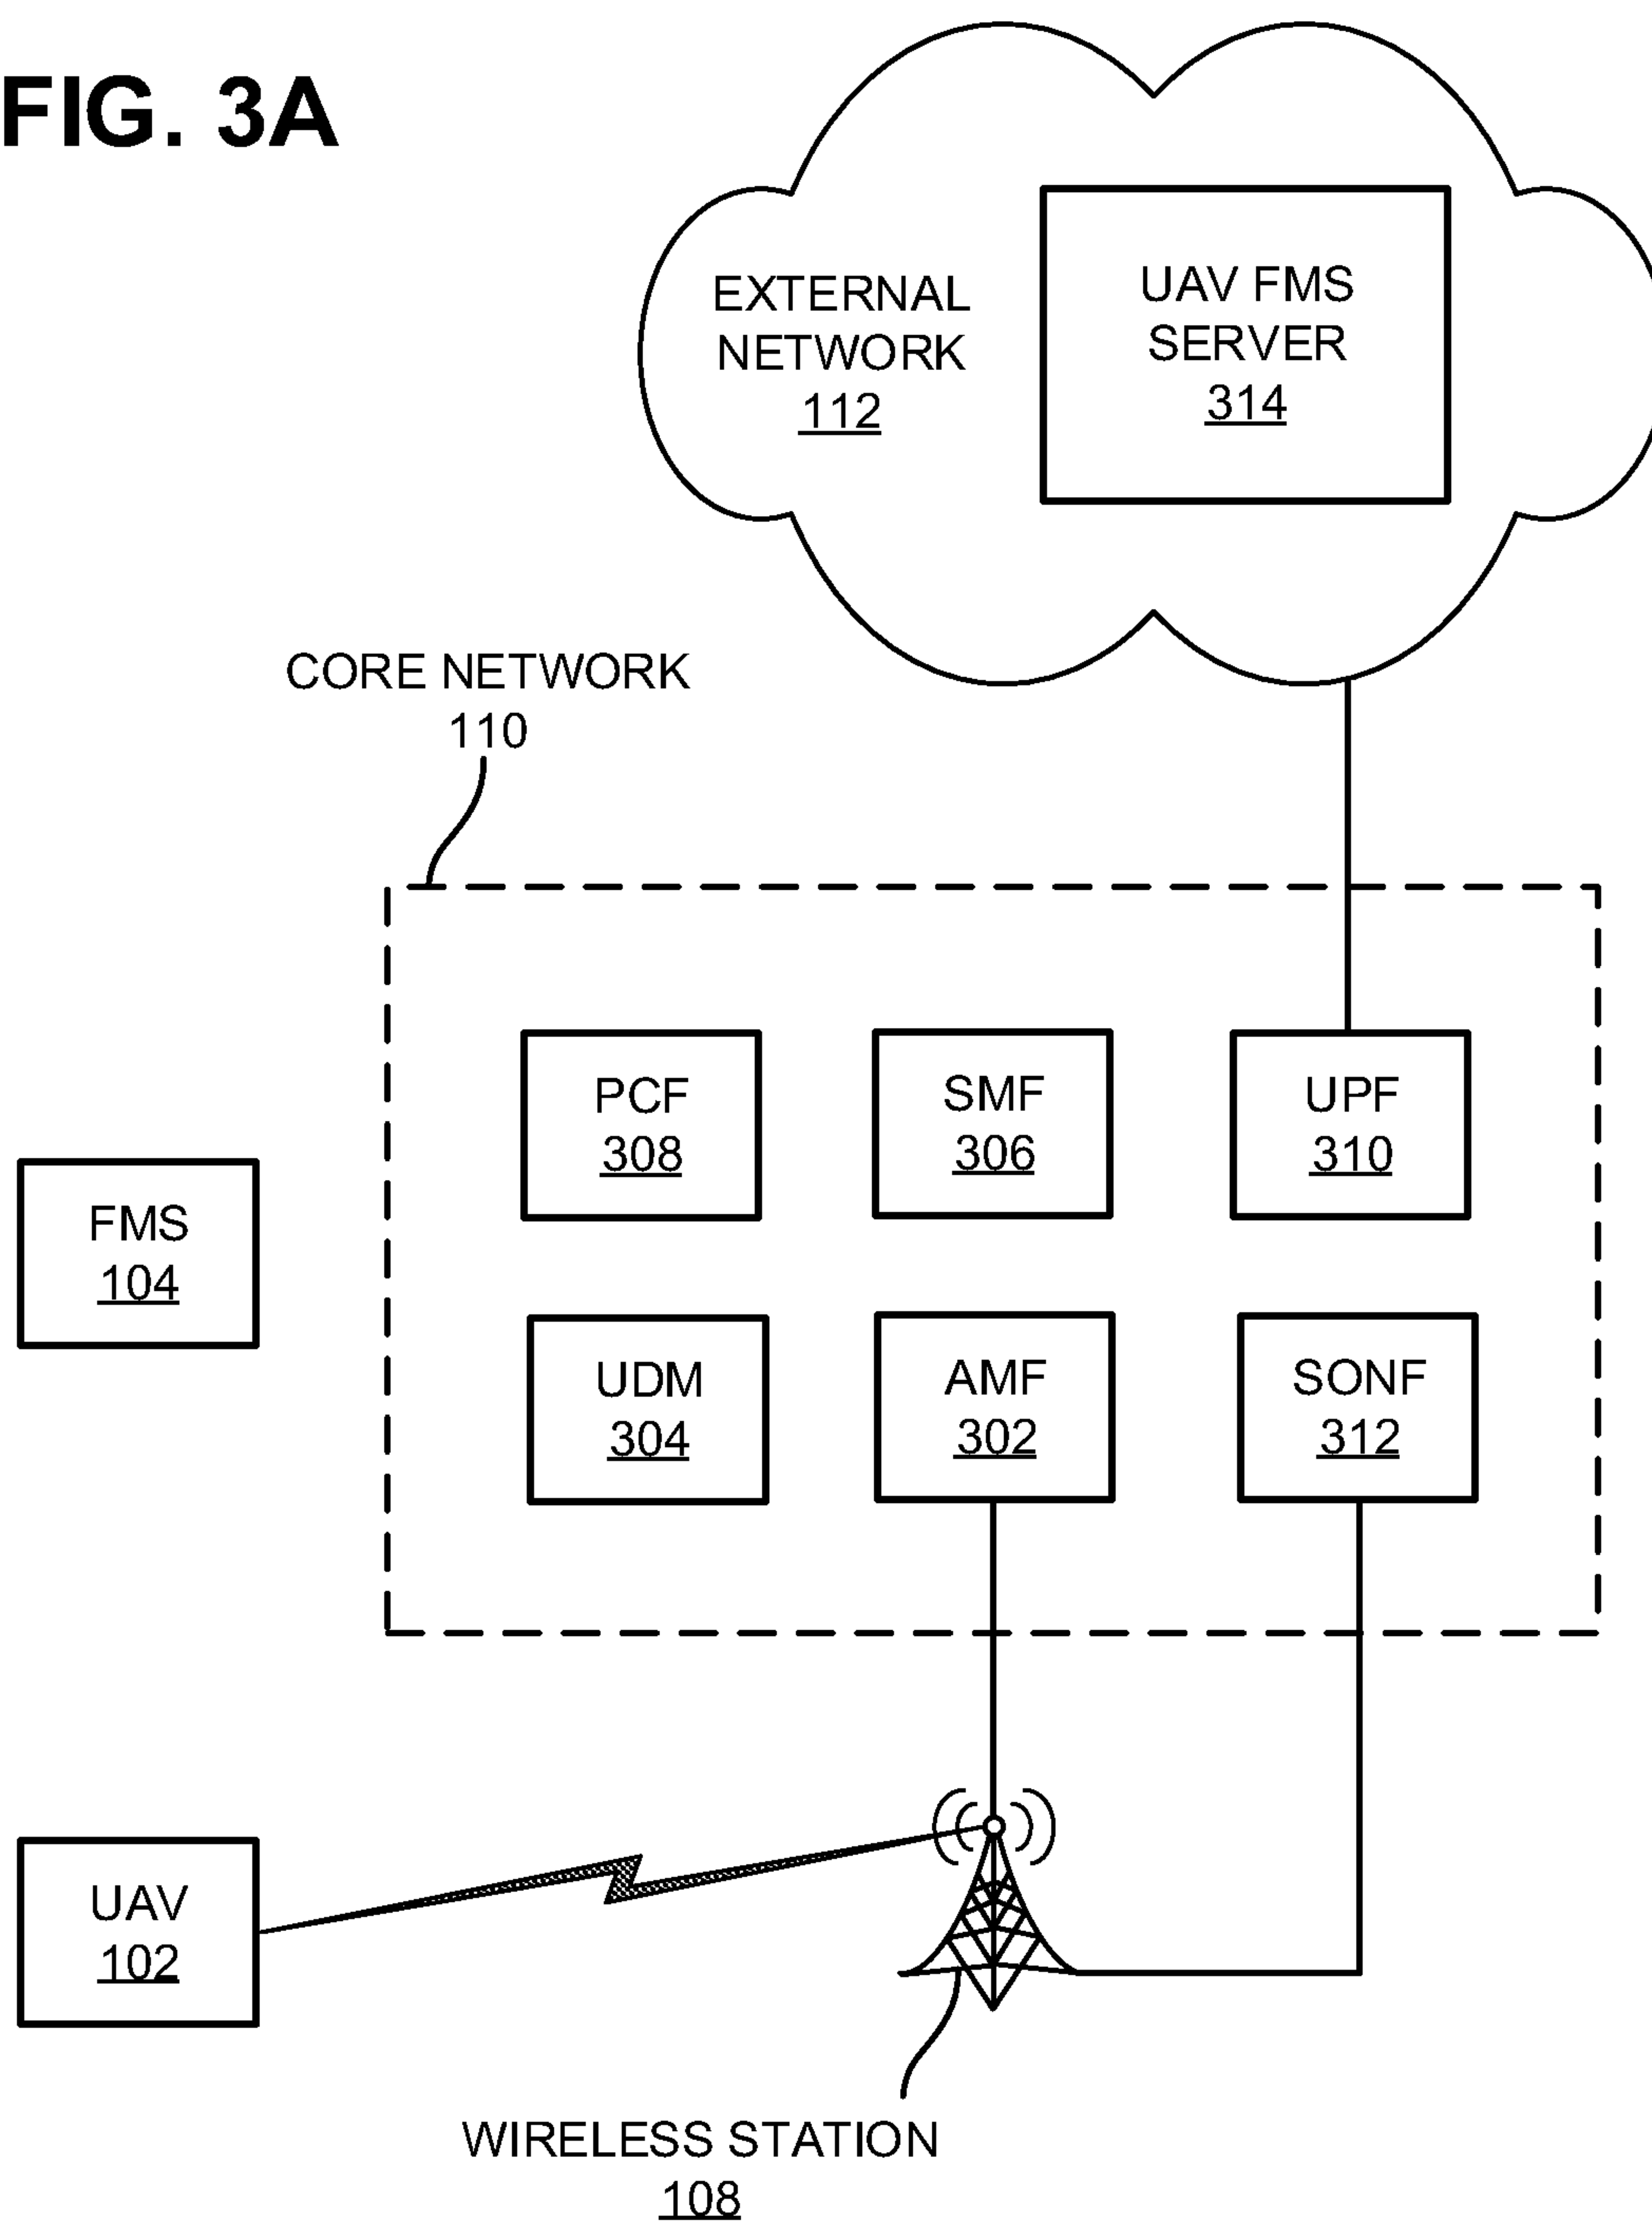 FIG. 3A
EXTERNAL
NETWORK
112
UAV FMS
SERVER
314
CORE NETWORK
110
PCF
308
SMF
306
UPF
310
FMS
104
UDM
304
AMF
302
SONF
312
UAV
102
WIRELESS STATION
108